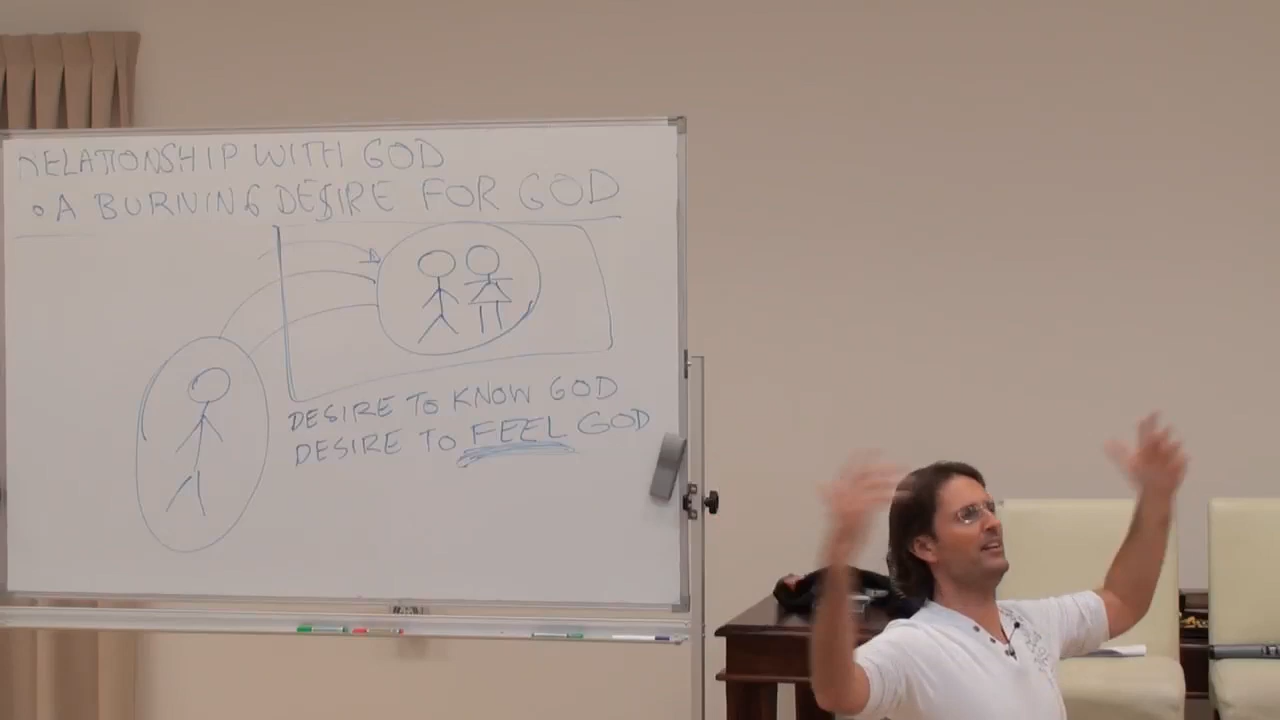 RELATIONSHIP WITH GOD
• A BURNING DESIRE FOR GOD
DESIRE TO KNOW GOD
DESIRE TO FEEL GOD